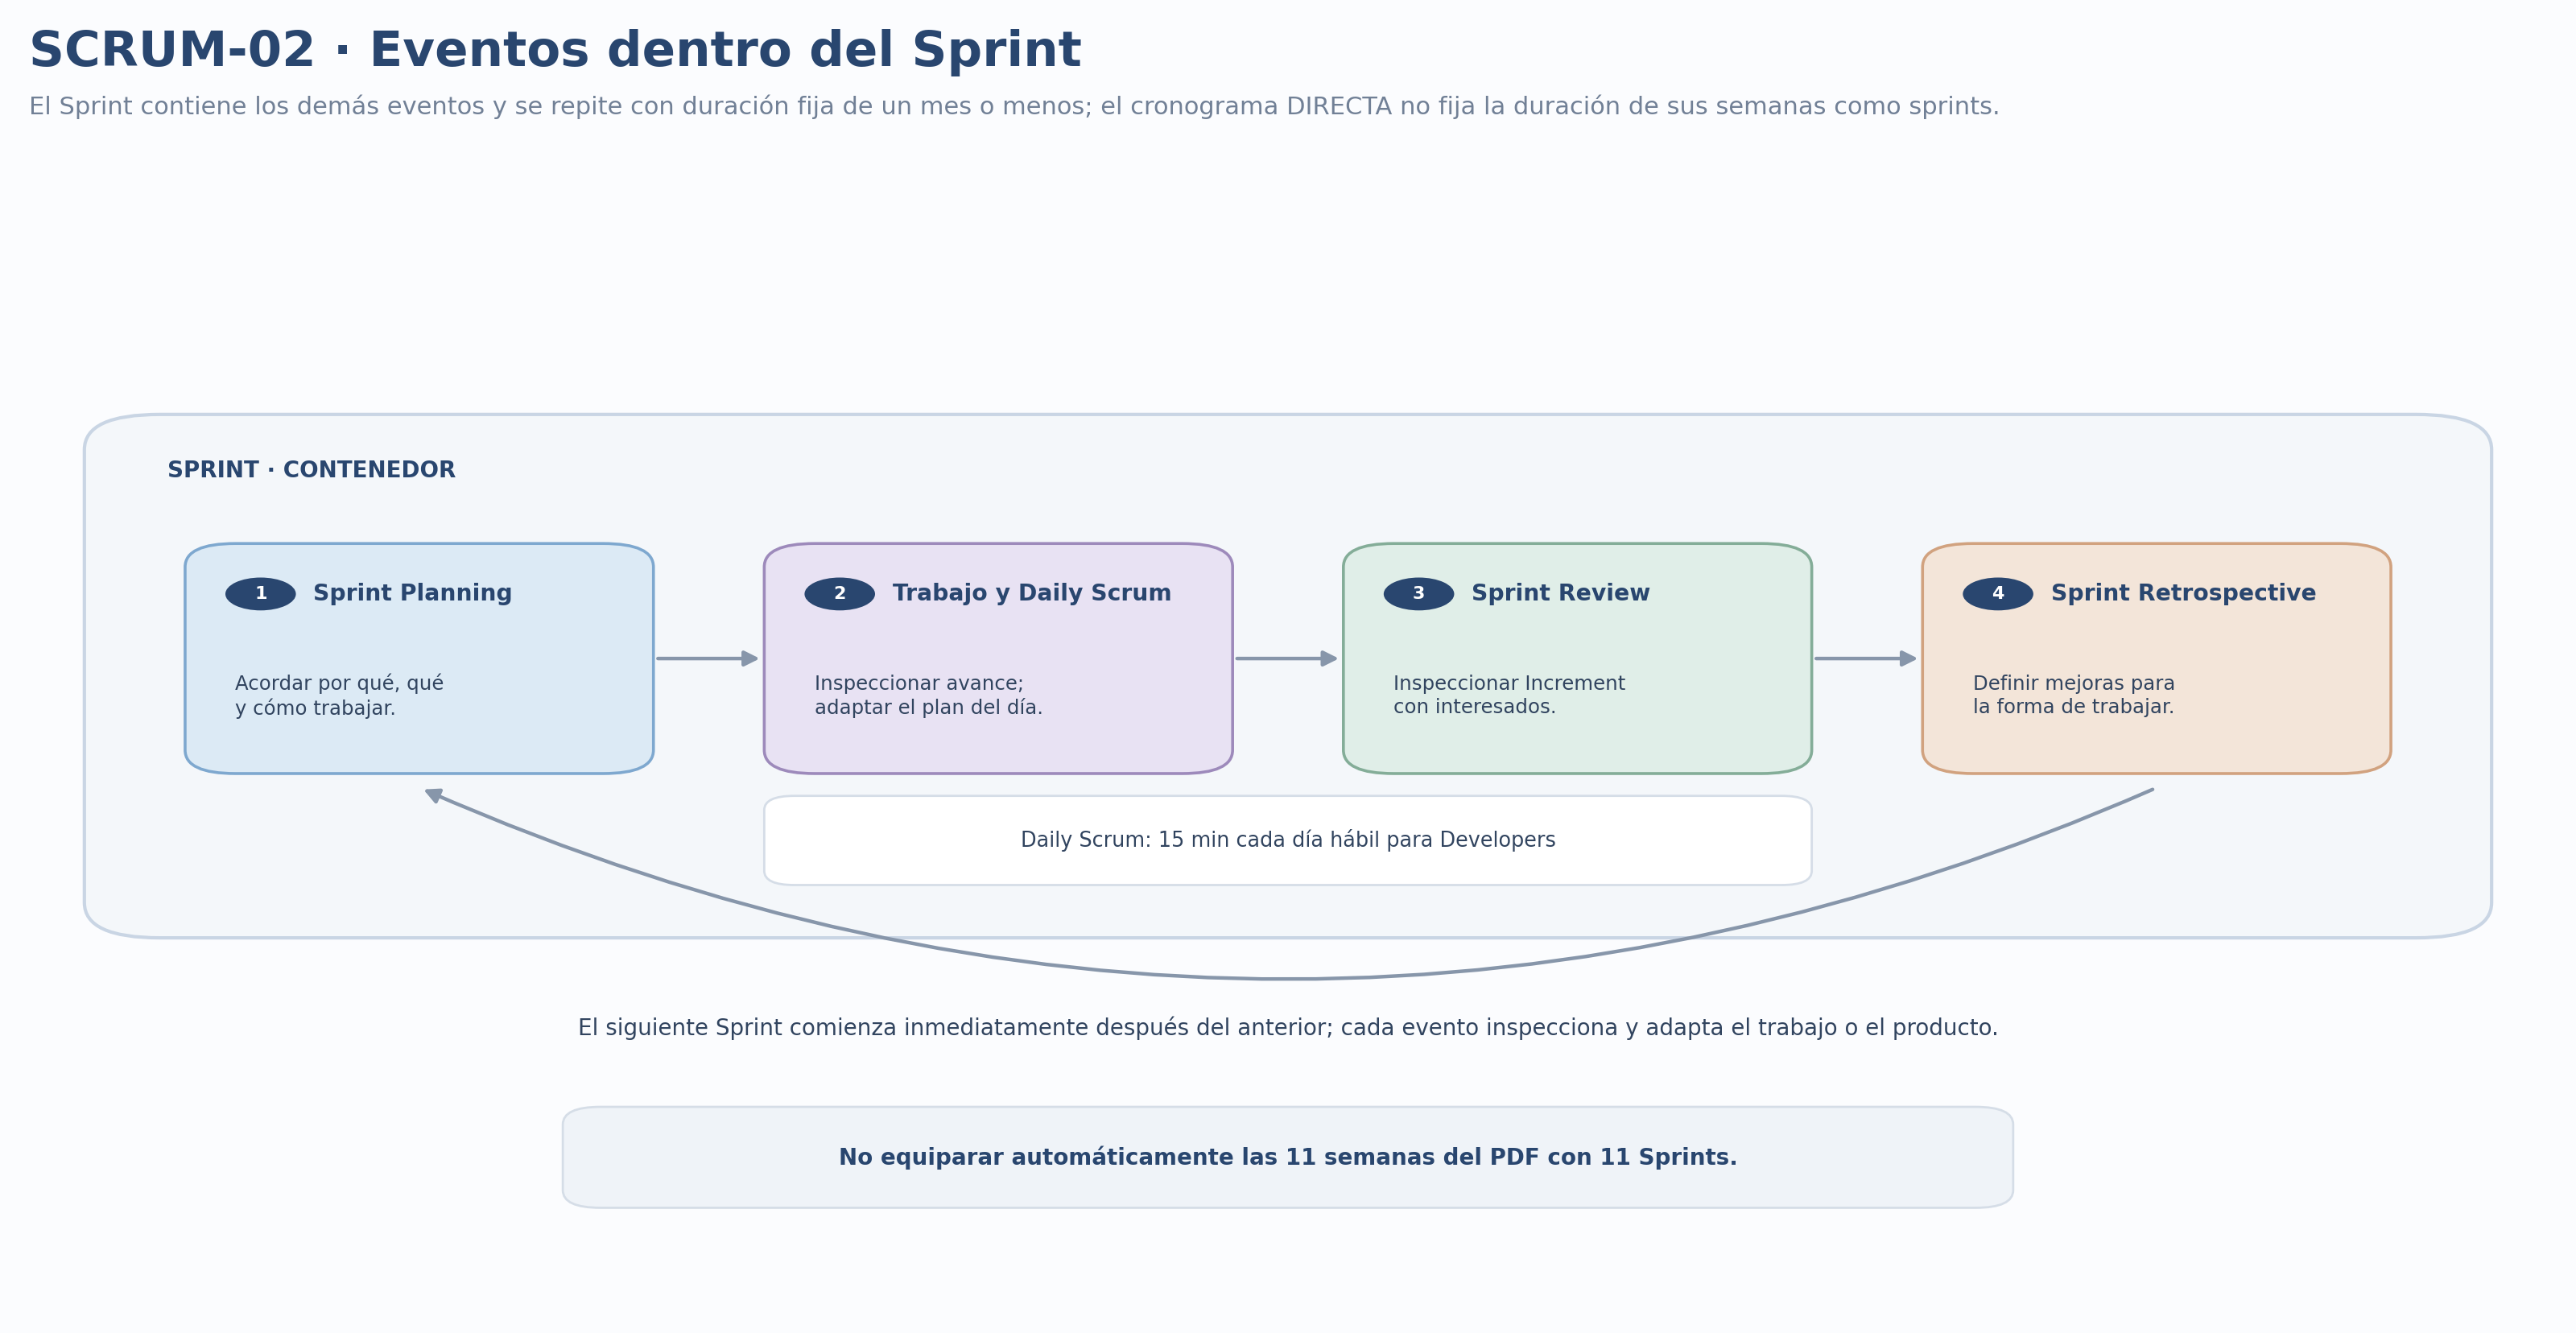 SCRUM-02 · Eventos dentro del Sprint
El Sprint contiene los demás eventos y se repite con duración fija de un mes o menos; el cronograma DIRECTA no fija la duración de sus semanas como sprints.
SPRINT · CONTENEDOR
1 Sprint Planning
Acordar por qué, qué
y cómo trabajar.
2 Trabajo y Daily Scrum
Inspeccionar avance;
adaptar el plan del día.
3 Sprint Review
Inspeccionar Increment
con interesados.
4 Sprint Retrospective
Definir mejoras para
la forma de trabajar.
Daily Scrum: 15 min cada día hábil para Developers
El siguiente Sprint comienza inmediatamente después del anterior; cada evento inspecciona y adapta el trabajo o el producto.
No equiparar automáticamente las 11 semanas del PDF con 11 Sprints.